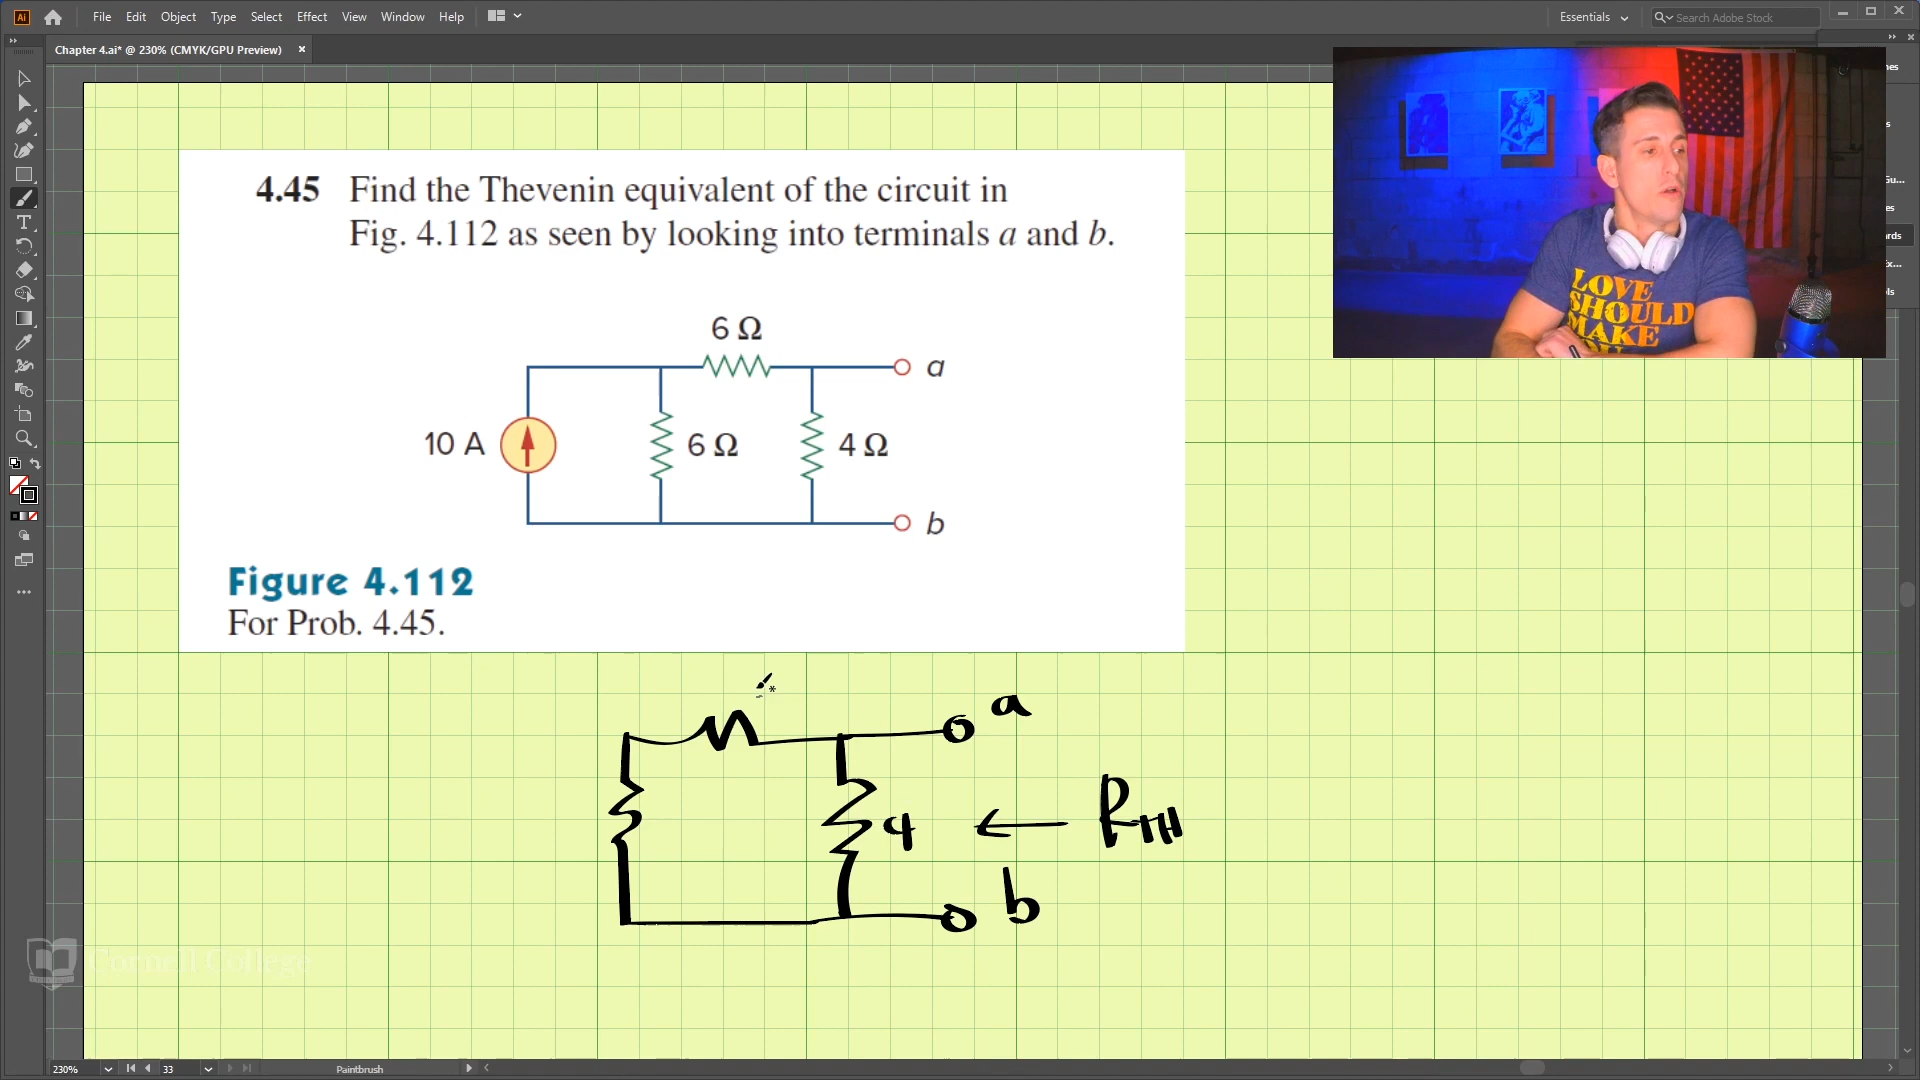 File Edit Object Type Select Effect View Window Help
Essentials
Search Adobe Stock
Chapter 4.ai* @ 230% (CMYK/GPU Preview)
4.45 Find the Thevenin equivalent of the circuit in
Fig. 4.112 as seen by looking into terminals a and b.
6 Ω
a
10 A
6 Ω
4 Ω
b
Figure 4.112
For Prob. 4.45.
LOVE
SHOULD
MAKE
a
4
← RTH
b
Cornell College
230%
33
Paintbrush